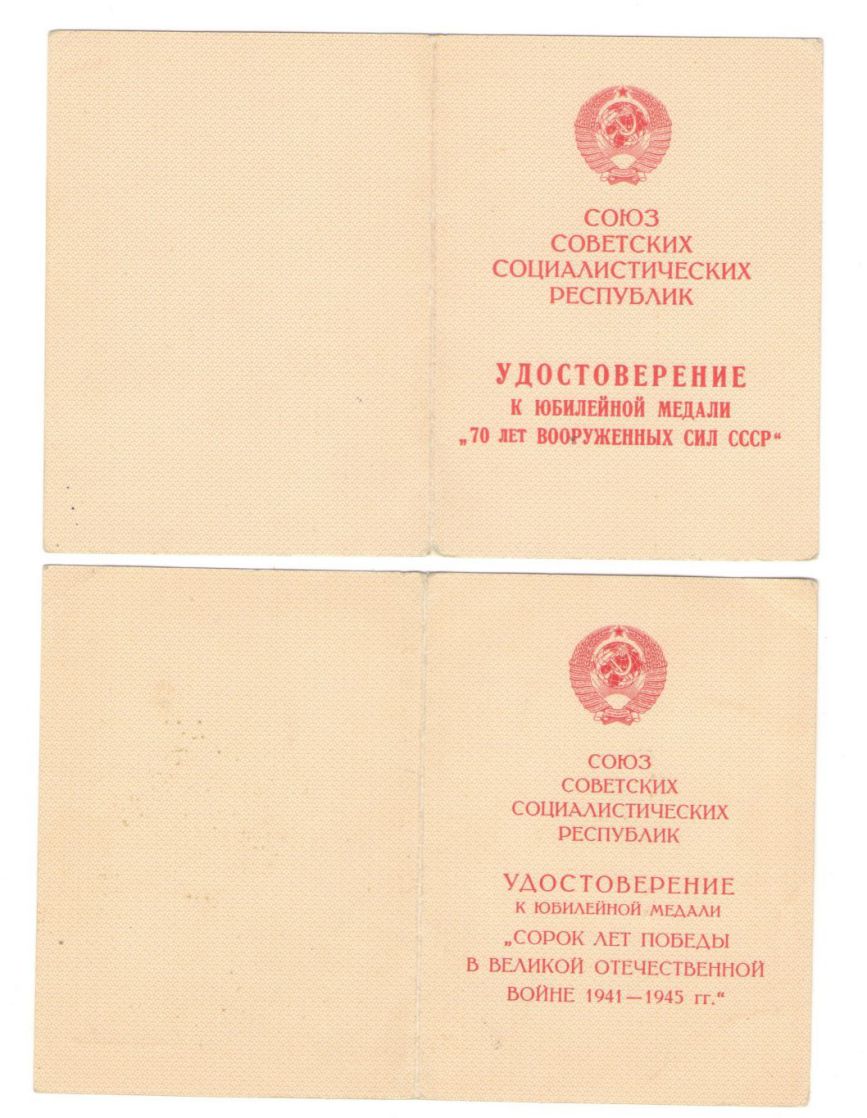 СОЮЗ
СОВЕТСКИХ
СОЦИАЛИСТИЧЕСКИХ
РЕСПУБЛИК
УДОСТОВЕРЕНИЕ
К ЮБИЛЕЙНОЙ МЕДАЛИ
„70 ЛЕТ ВООРУЖЕННЫХ СИЛ СССР“
СОЮЗ
СОВЕТСКИХ
СОЦИАЛИСТИЧЕСКИХ
РЕСПУБЛИК
УДОСТОВЕРЕНИЕ
К ЮБИЛЕЙНОЙ МЕДАЛИ
„СОРОК ЛЕТ ПОБЕДЫ
В ВЕЛИКОЙ ОТЕЧЕСТВЕННОЙ
ВОЙНЕ 1941—1945 гг.“